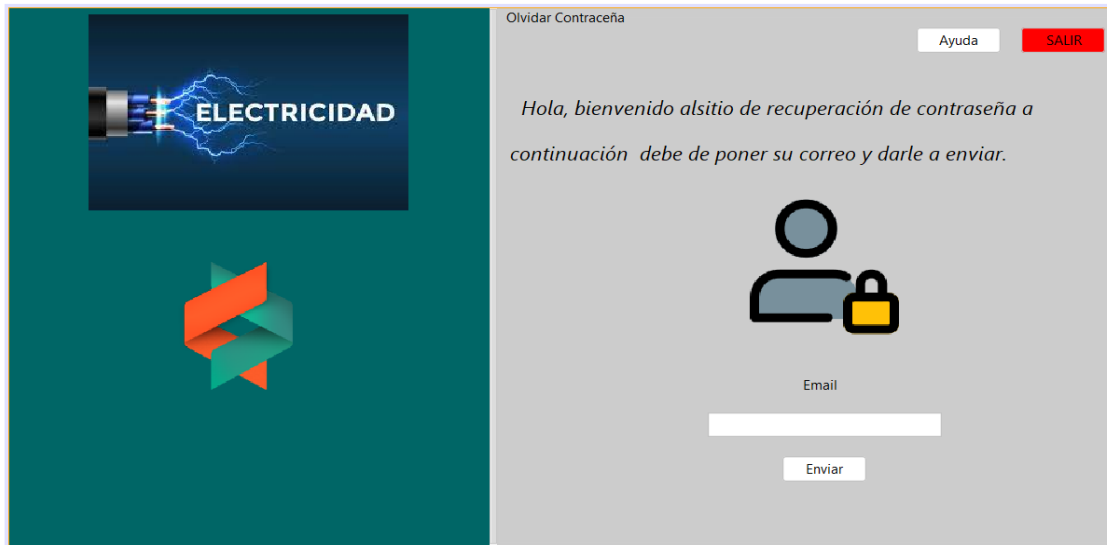 ELECTRICIDAD
Olvidar Contraceña
Ayuda
SALIR
Hola, bienvenido alsitio de recuperación de contraseña a
continuación debe de poner su correo y darle a enviar.
Email
Enviar